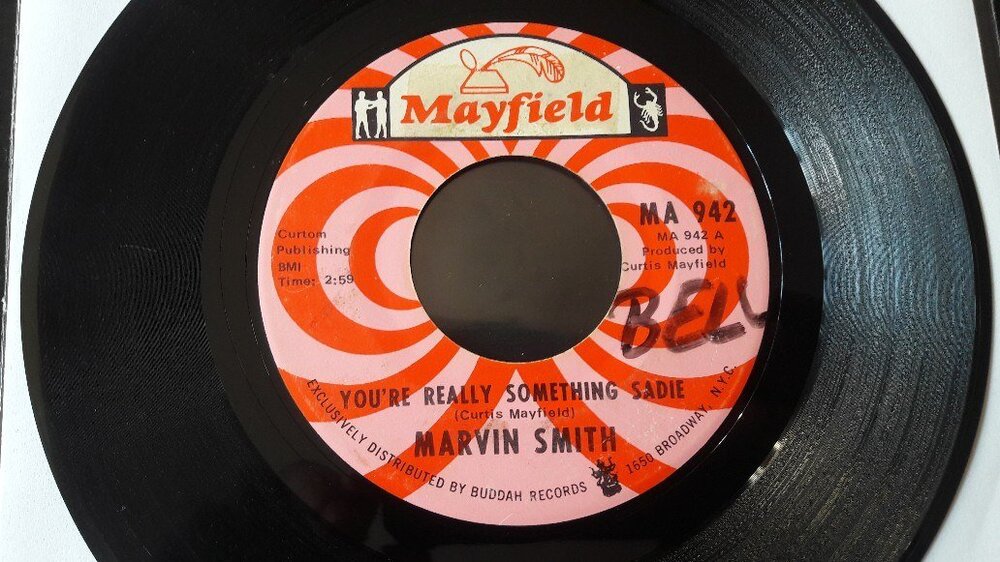 Mayfield
Curtom
Publishing
BMI
Time: 2:59
MA 942
MA 942 A
Produced by
Curtis Mayfield
BELL
YOU'RE REALLY SOMETHING SADIE
(Curtis Mayfield)
MARVIN SMITH
EXCLUSIVELY DISTRIBUTED BY BUDDAH RECORDS 1650 BROADWAY, N.Y.C.